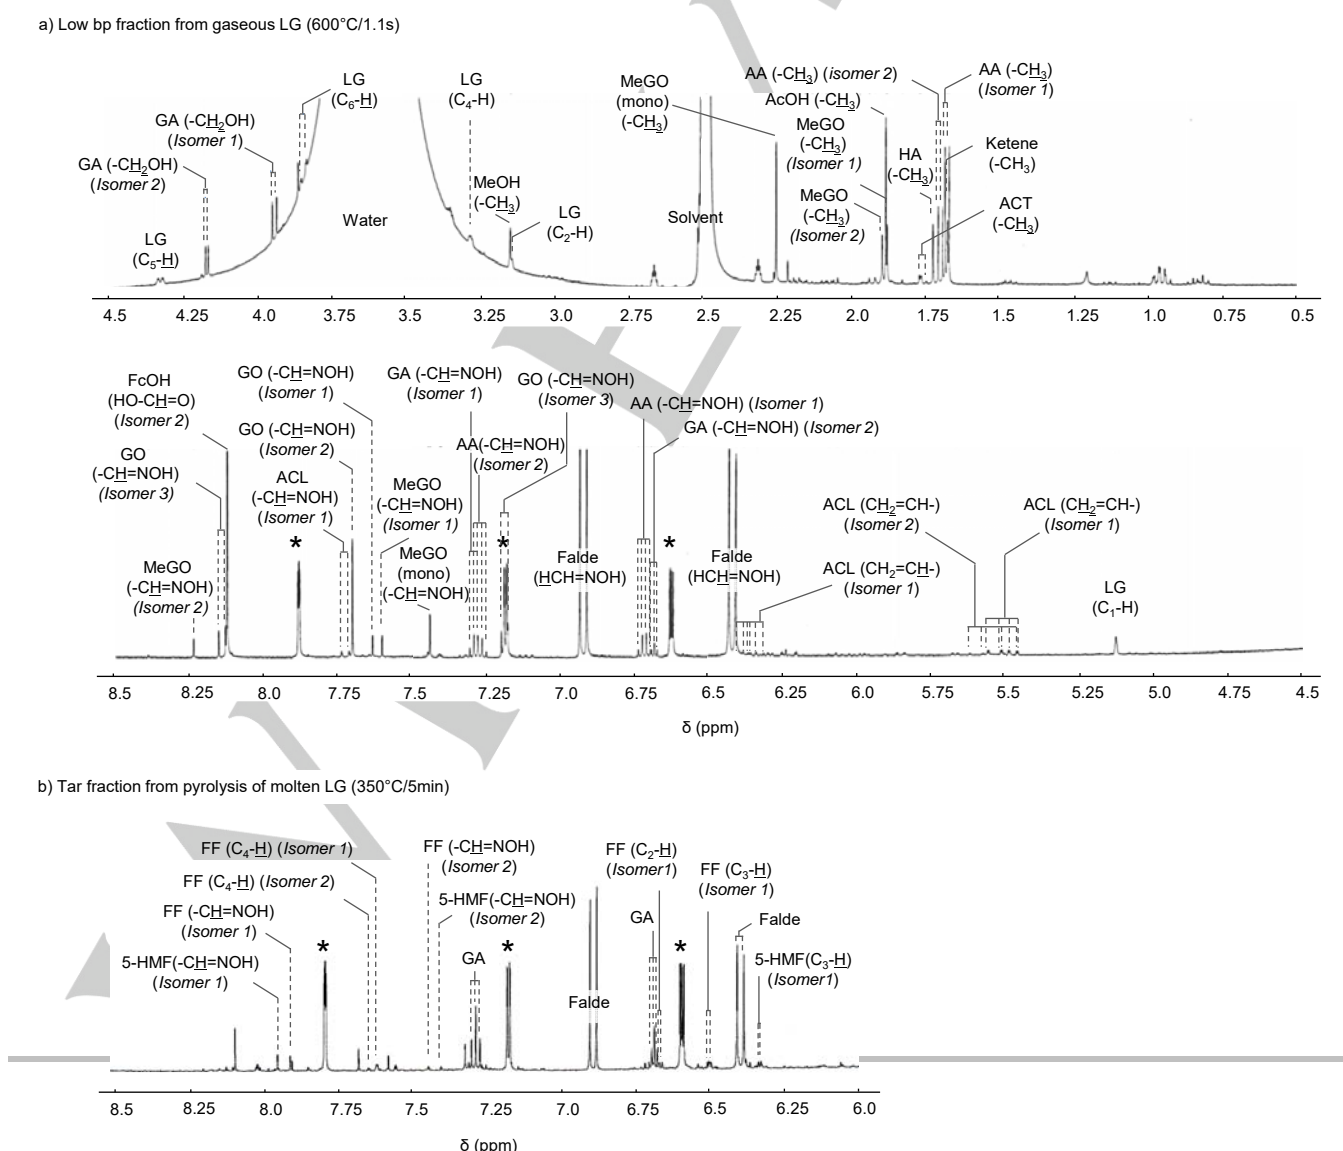 a) Low bp fraction from gaseous LG (600°C/1.1s)
LG
(C6-H)
LG
(C4-H)
MeGO
(mono)
(-CH3)
AA (-CH3) (isomer 2)
AA (-CH3)
(Isomer 1)
AcOH (-CH3)
GA (-CH2OH)
(Isomer 1)
MeGO
(-CH3)
(Isomer 1)
GA (-CH2OH)
(Isomer 2)
HA
(-CH3)
Ketene
(-CH3)
MeOH
(-CH3)
MeGO
(-CH3)
(Isomer 2)
ACT
(-CH3)
LG
(C2-H)
Water
Solvent
LG
(C5-H)
4.5 4.25 4.0 3.75 3.5 3.25 3.0 2.75 2.5 2.25 2.0 1.75 1.5 1.25 1.0 0.75 0.5
FcOH
(HO-CH=O)
(Isomer 2)
GO (-CH=NOH)
(Isomer 1)
GA (-CH=NOH)
(Isomer 1)
GO (-CH=NOH)
(Isomer 3)
AA (-CH=NOH) (Isomer 1)
GA (-CH=NOH) (Isomer 2)
GO (-CH=NOH)
(Isomer 2)
AA(-CH=NOH)
(Isomer 2)
GO
(-CH=NOH)
(Isomer 3)
ACL
(-CH=NOH)
(Isomer 1)
MeGO
(-CH=NOH)
(Isomer 1)
ACL (CH2=CH-)
(Isomer 2)
ACL (CH2=CH-)
(Isomer 1)
* * *
MeGO
(-CH=NOH)
(Isomer 2)
MeGO
(mono)
(-CH=NOH)
Falde
(HCH=NOH)
Falde
(HCH=NOH)
ACL (CH2=CH-)
(Isomer 1)
LG
(C1-H)
8.5 8.25 8.0 7.75 7.5 7.25 7.0 6.75 6.5 6.25 6.0 5.75 5.5 5.25 5.0 4.75 4.5
δ (ppm)
b) Tar fraction from pyrolysis of molten LG (350°C/5min)
FF (C4-H) (Isomer 1)
FF (-CH=NOH)
(Isomer 2)
FF (C2-H)
(Isomer1)
FF (C3-H)
(Isomer 1)
FF (C4-H) (Isomer 2)
5-HMF(-CH=NOH)
(Isomer 2)
FF (-CH=NOH)
(Isomer 1)
GA
Falde
* * *
5-HMF(-CH=NOH)
(Isomer 1)
GA
5-HMF(C3-H)
(Isomer1)
Falde
8.5 8.25 8.0 7.75 7.5 7.25 7.0 6.75 6.5 6.25 6.0
δ (ppm)